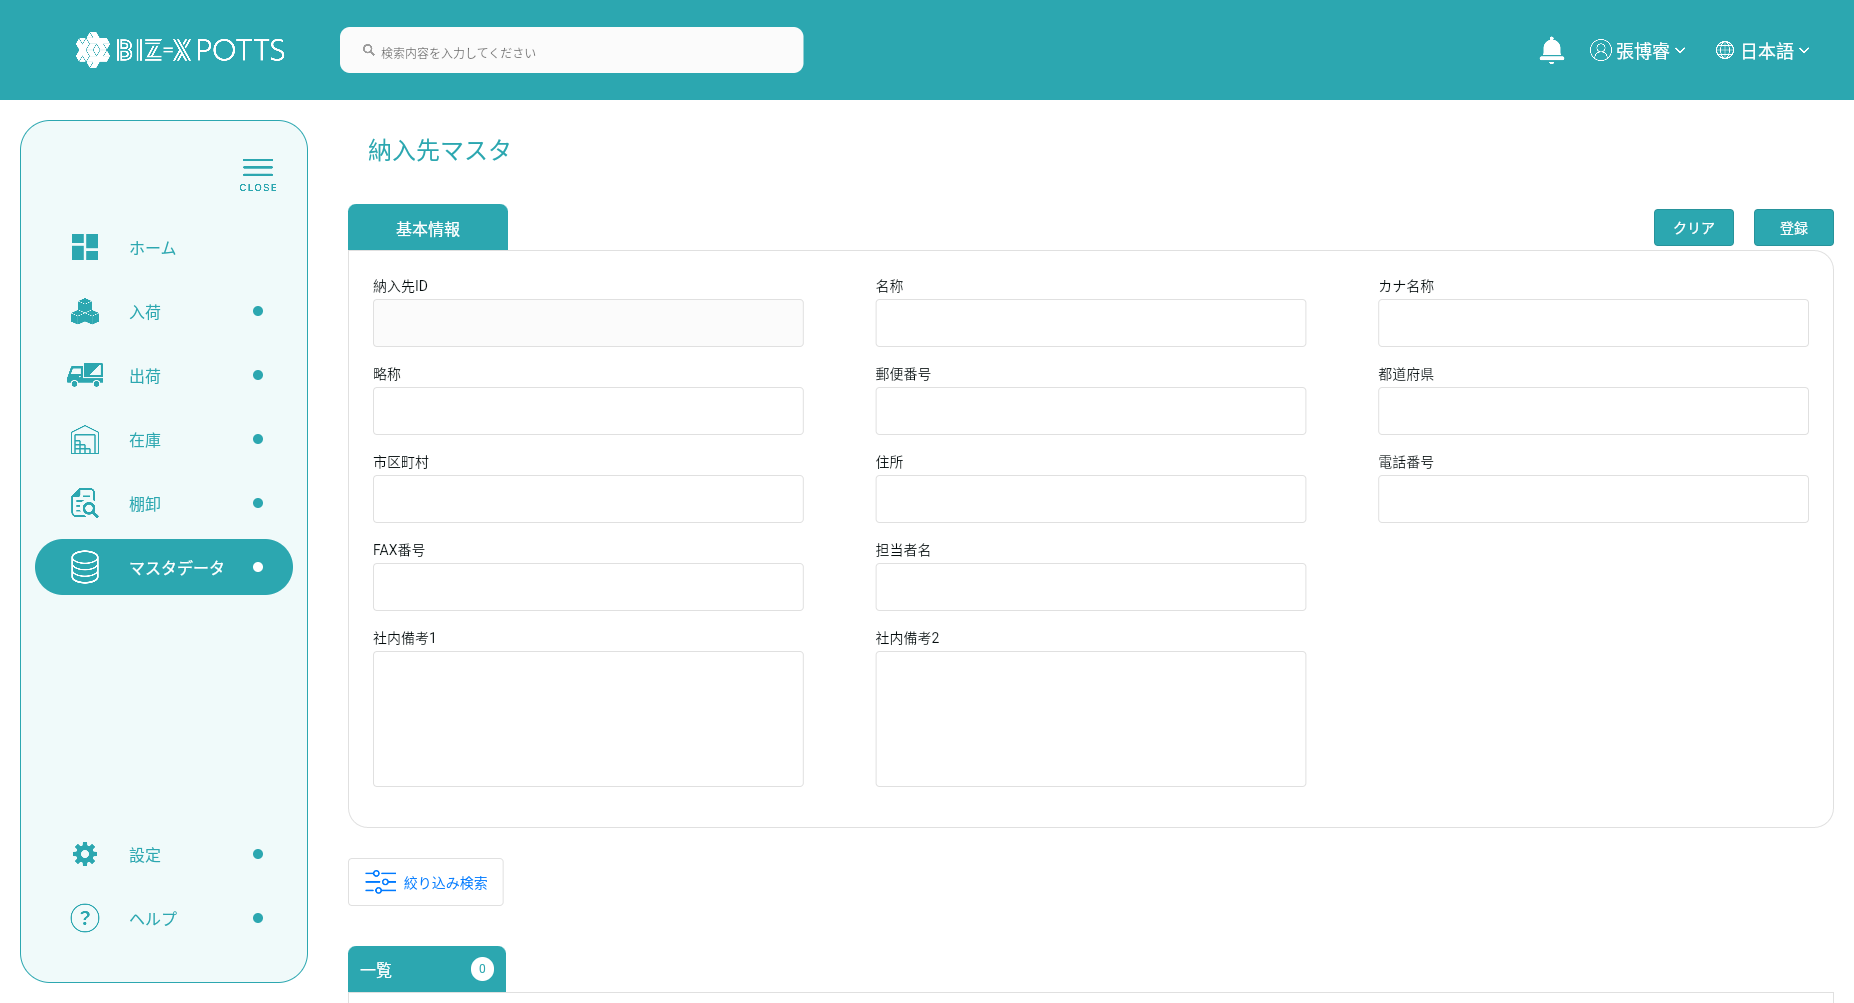 BIZ=X POTTS
検索内容を入力してください
張博睿
日本語
CLOSE
ホーム
入荷
出荷
在庫
棚卸
マスタデータ
設定
?
ヘルプ
納入先マスタ
基本情報
クリア
登録
納入先ID
名称
カナ名称
略称
郵便番号
都道府県
市区町村
住所
電話番号
FAX番号
担当者名
社内備考1
社内備考2
絞り込み検索
一覧
0